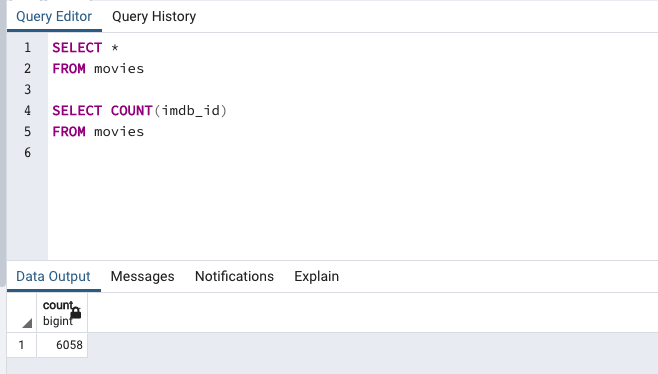 Query Editor Query History
1 SELECT *
2 FROM movies
3
4 SELECT COUNT(imdb_id)
5 FROM movies
6
Data Output Messages Notifications Explain
count
bigint
1 6058